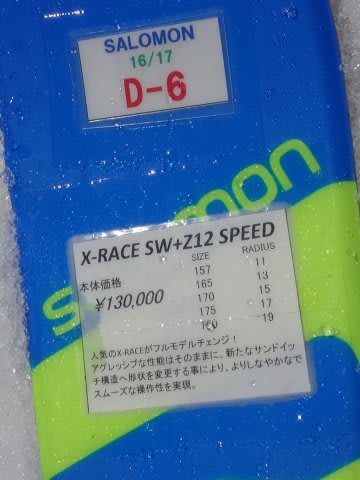 SALOMON
16/17
D-6
salomon
X-RACE SW+Z12 SPEED
本体価格 SIZE RADIUS
¥130,000 157 11
165 13
170 15
175 17
19
人気のX-RACEがフルモデルチェンジ！
アグレッシブな性能はそのままに、新たなサンドイッ
チ構造へ形状を変更する事により、よりしなやかなで
スムーズな操作性を実現。